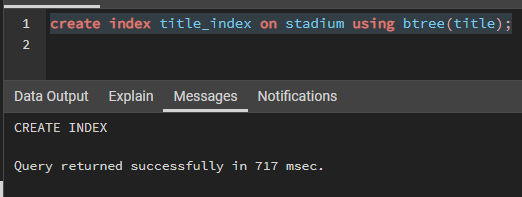 1 create index title_index on stadium using btree(title);
2
Data Output Explain Messages Notifications
CREATE INDEX
Query returned successfully in 717 msec.